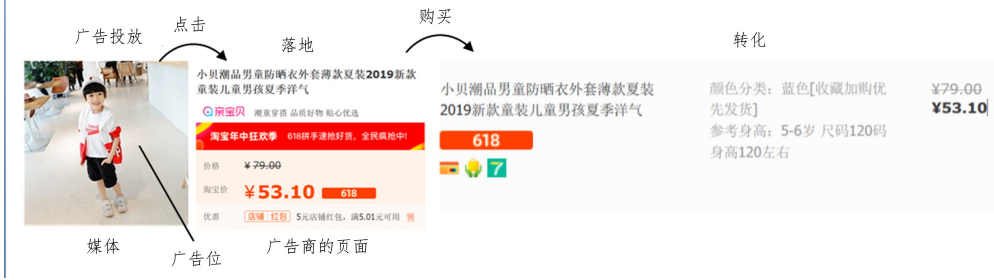 广告投放
点击
落地
购买
转化
小贝潮品男童防晒衣外套薄款夏装2019新款
童装儿童男孩夏季洋气
亲宝贝 潮童穿搭 品质好物 贴心优选
淘宝年中狂欢季 618拼手速抢好货,全民疯抢中!
价格 ¥ 79.00
淘宝价 ¥ 53.10 618
优惠 店铺 红包 5元店铺红包,满5.01元可用 领
小贝潮品男童防晒衣外套薄款夏装
2019新款童装儿童男孩夏季洋气
618
7
颜色分类:蓝色[收藏加购优
先发货]
参考身高:5-6岁 尺码120码
身高120左右
¥79.00
¥53.10
媒体
广告位
广告商的页面